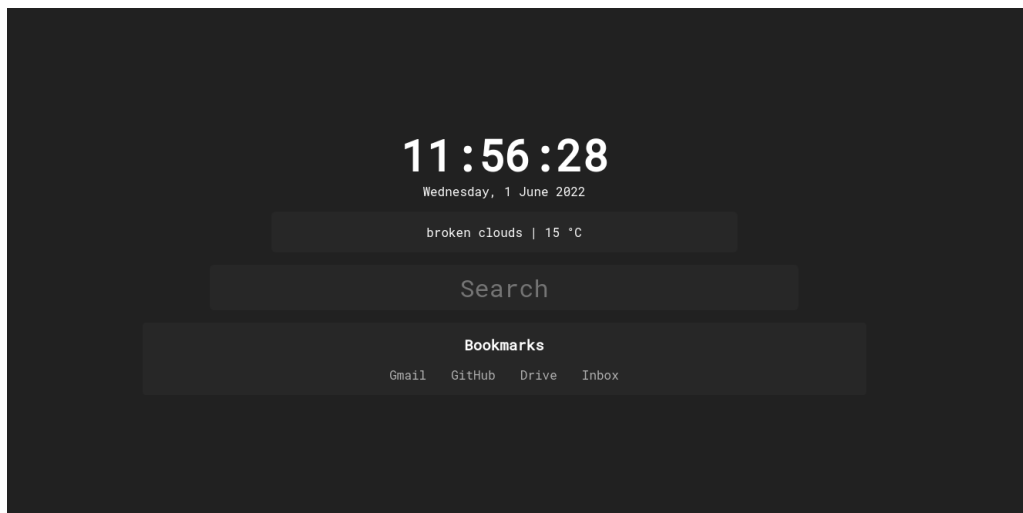 11:56:28
Wednesday, 1 June 2022
broken clouds | 15 °C
Search
Bookmarks
Gmail GitHub Drive Inbox